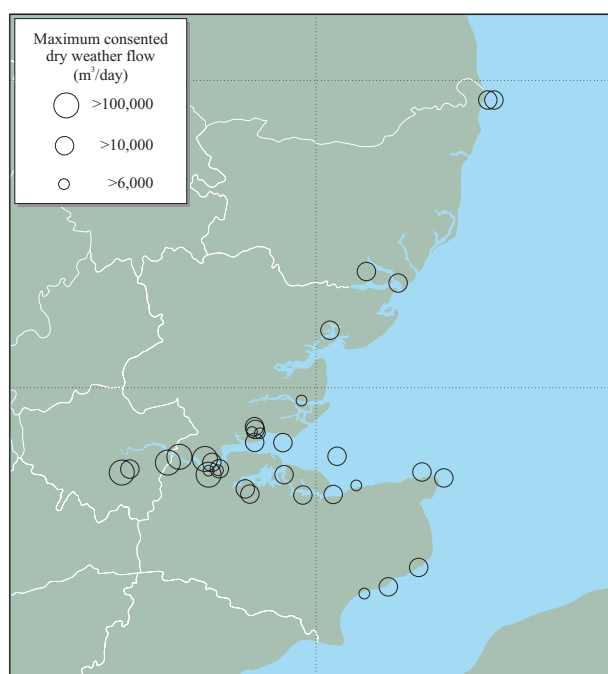 Maximum consented
dry weather flow
(m³/day)
>100,000
>10,000
>6,000